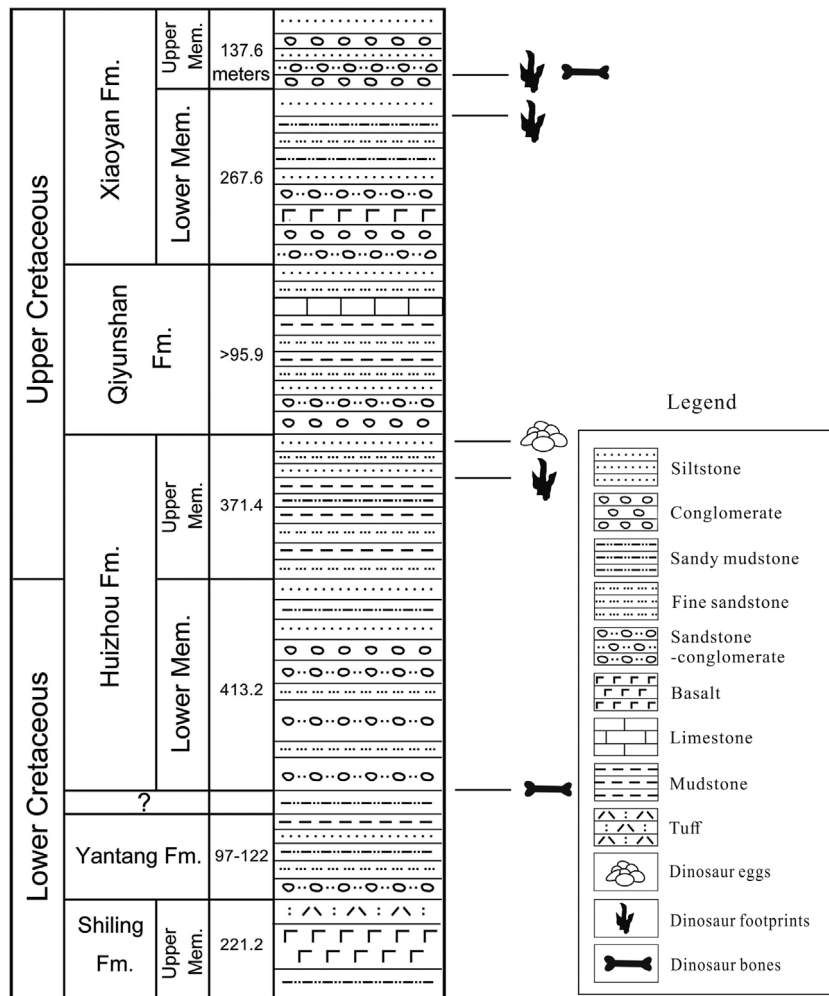 Upper Cretaceous
Lower Cretaceous
Xiaoyan Fm.
Upper
Mem.
137.6
meters
Lower Mem.
267.6
Qiyunshan
Fm.
>95.9
Huizhou Fm.
Upper
Mem.
371.4
Lower Mem.
413.2
?
Yantang Fm.
97-122
Shiling
Fm.
Upper
Mem.
221.2
Legend
Siltstone
Conglomerate
Sandy mudstone
Fine sandstone
Sandstone
-conglomerate
Basalt
Limestone
Mudstone
Tuff
Dinosaur eggs
Dinosaur footprints
Dinosaur bones